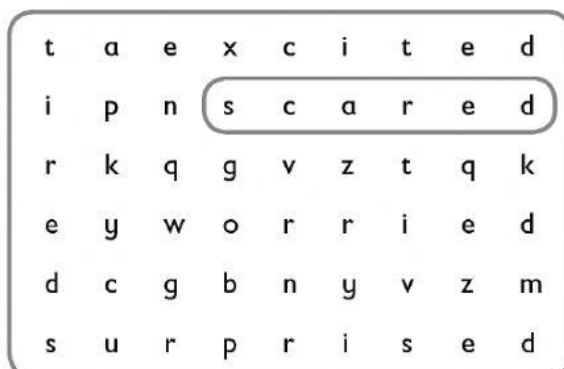 t a e x c i t e d
i p n s c a r e d
r k q g v z t q k
e y w o r r i e d
d c g b n y v z m
s u r p r i s e d